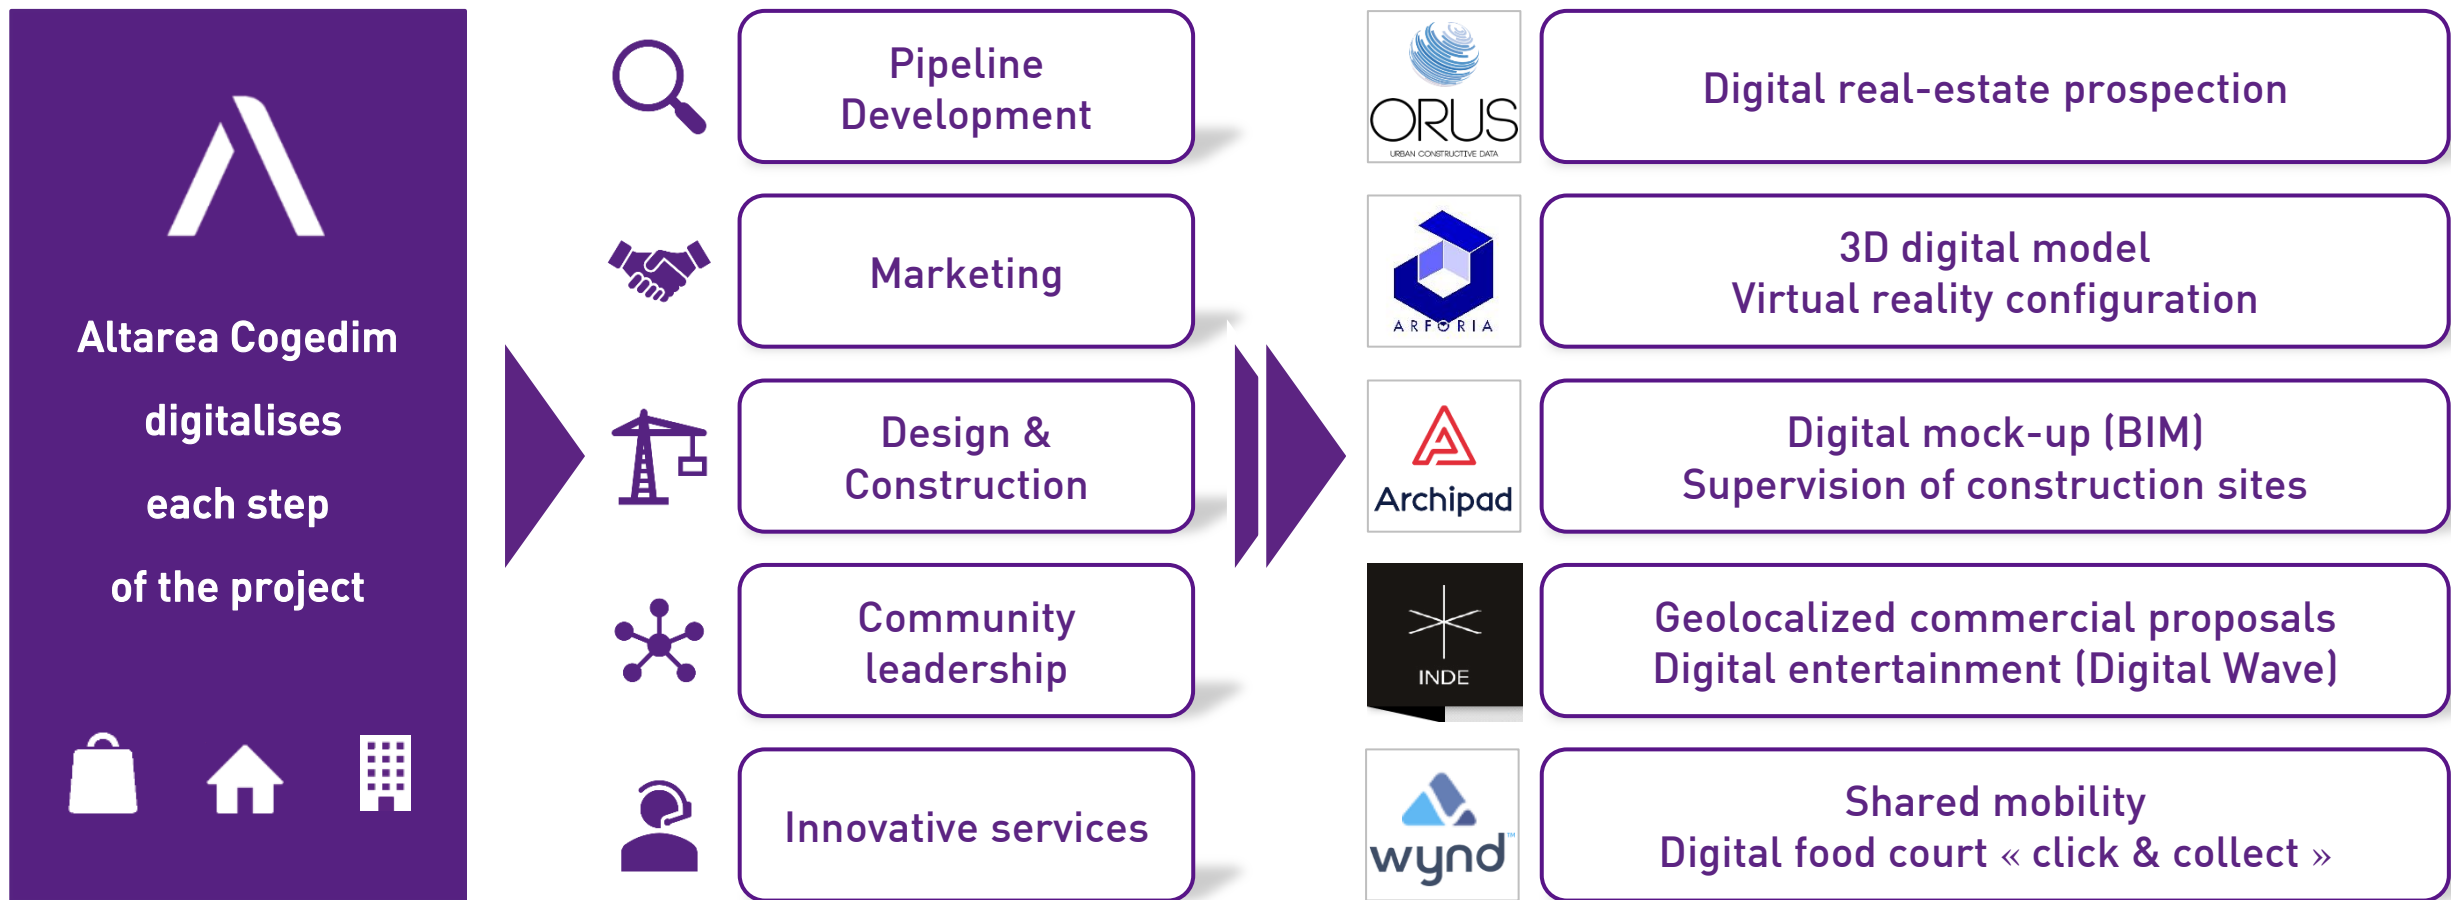 Altarea Cogedim
digitalises
each step
of the project
Pipeline
Development
ORUS
URBAN CONSTRUCTIVE DATA
Digital real-estate prospection
Marketing
ARFORIA
3D digital model
Virtual reality configuration
Design &
Construction
Archipad
Digital mock-up (BIM)
Supervision of construction sites
Community
leadership
INDE
Geolocalized commercial proposals
Digital entertainment (Digital Wave)
Innovative services
wynd™
Shared mobility
Digital food court « click & collect »